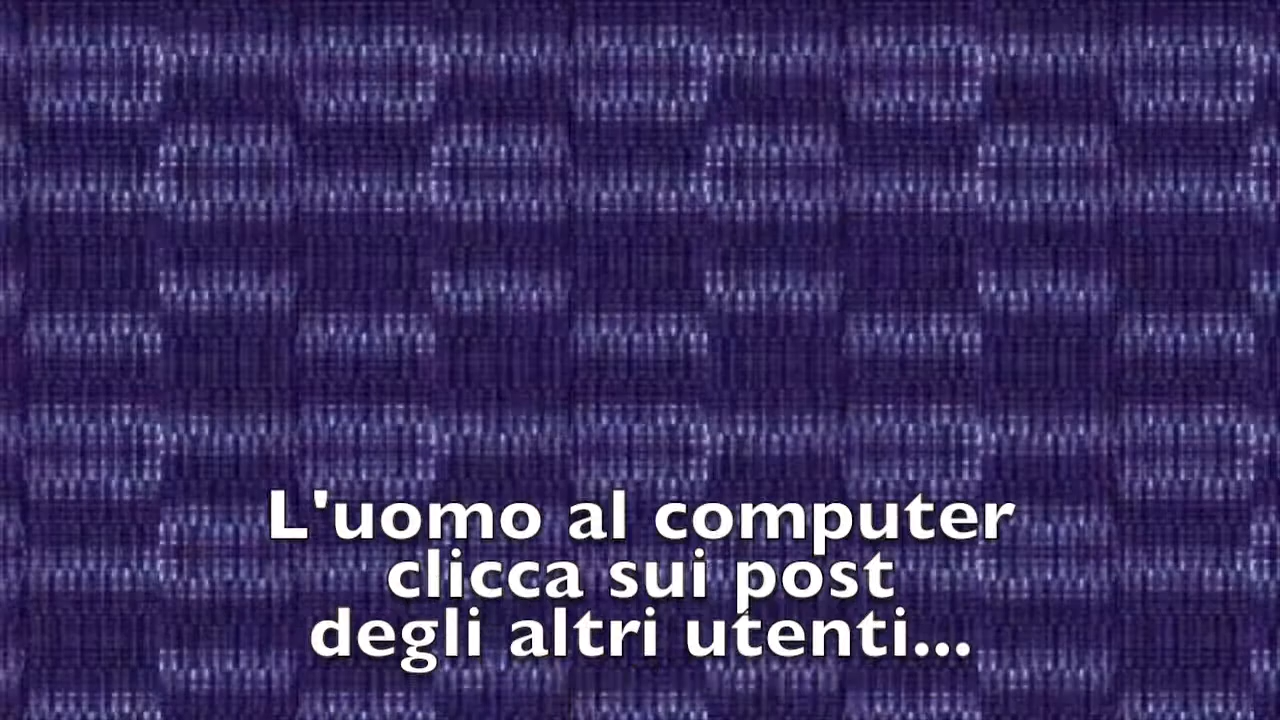 L'uomo al computer
clicca sui post
degli altri utenti...